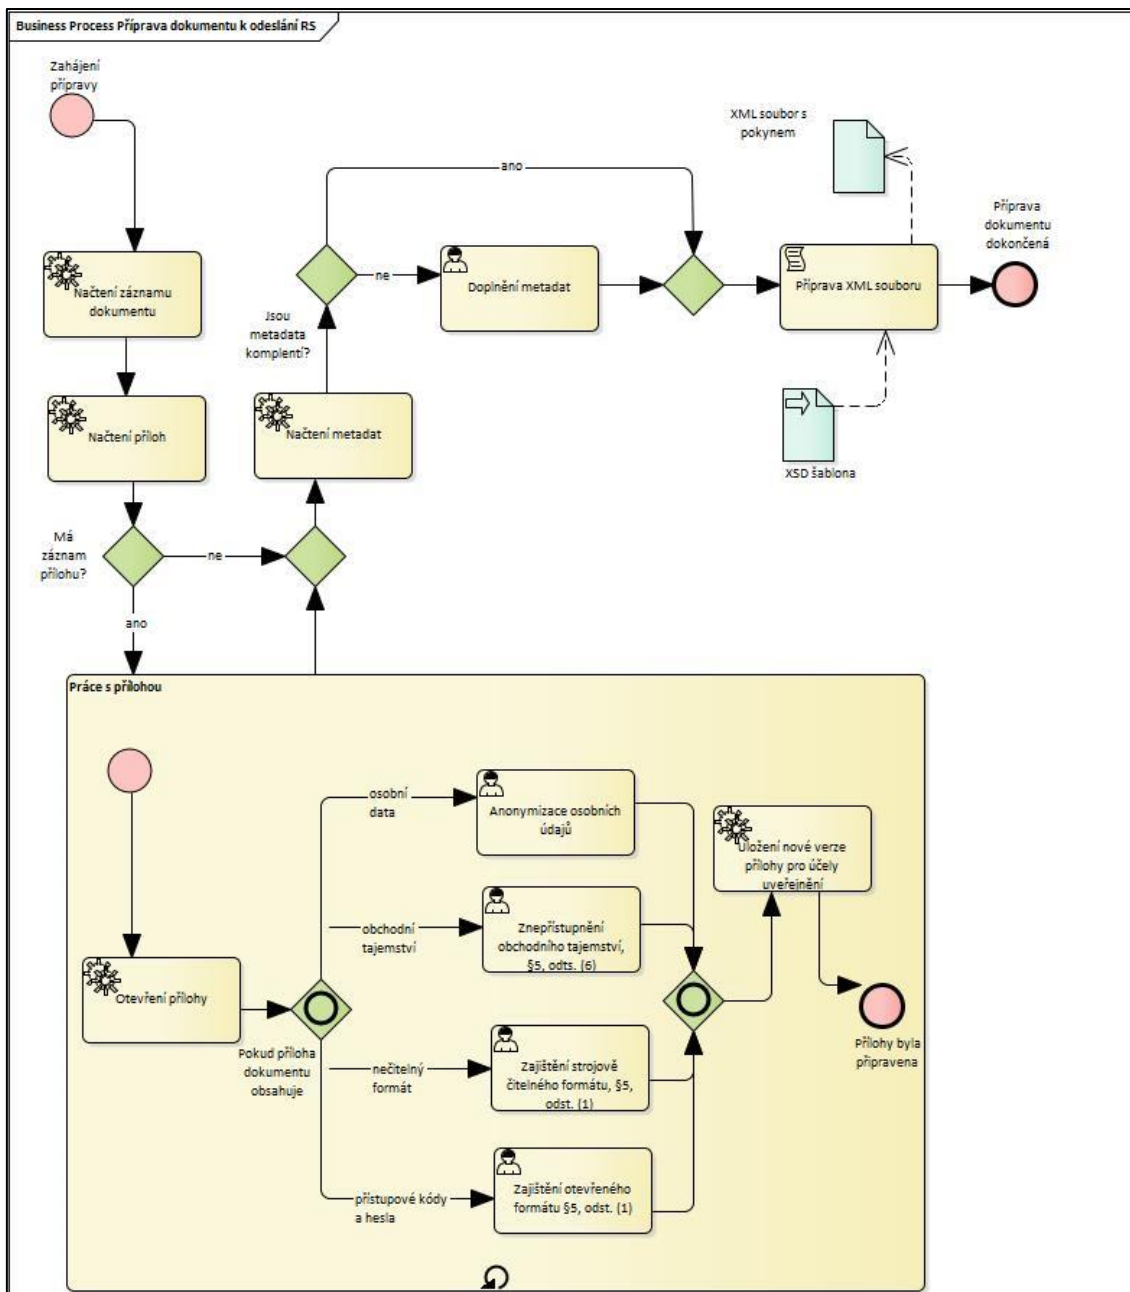 Business Process Příprava dokumentu k odeslání RS
Zahájení
přípravy
XML soubor s
pokynem
ano
Příprava
dokumentu
dokončená
Načtení záznamu
dokumentu
ne
Doplnění metadat
Příprava XML souboru
Jsou
metadata
komplentí?
Načtení příloh
Načtení metadat
XSD šablona
Má
záznam
přílohu?
ne
ano
Práce s přílohou
osobní
data
Anonymizace osobních
údajů
Uložení nové verze
přílohy pro účely
uveřejnění
obchodní
tajemství
Znepřístupnění
obchodního tajemství,
§5, odts. (6)
Otevření přílohy
Pokud příloha
dokumentu
obsahuje
Přílohy byla
připravena
nečitelný
formát
Zajištění strojově
čitelného formátu, §5,
odst. (1)
přístupové kódy
a hesla
Zajištění otevřeného
formátu §5, odst. (1)